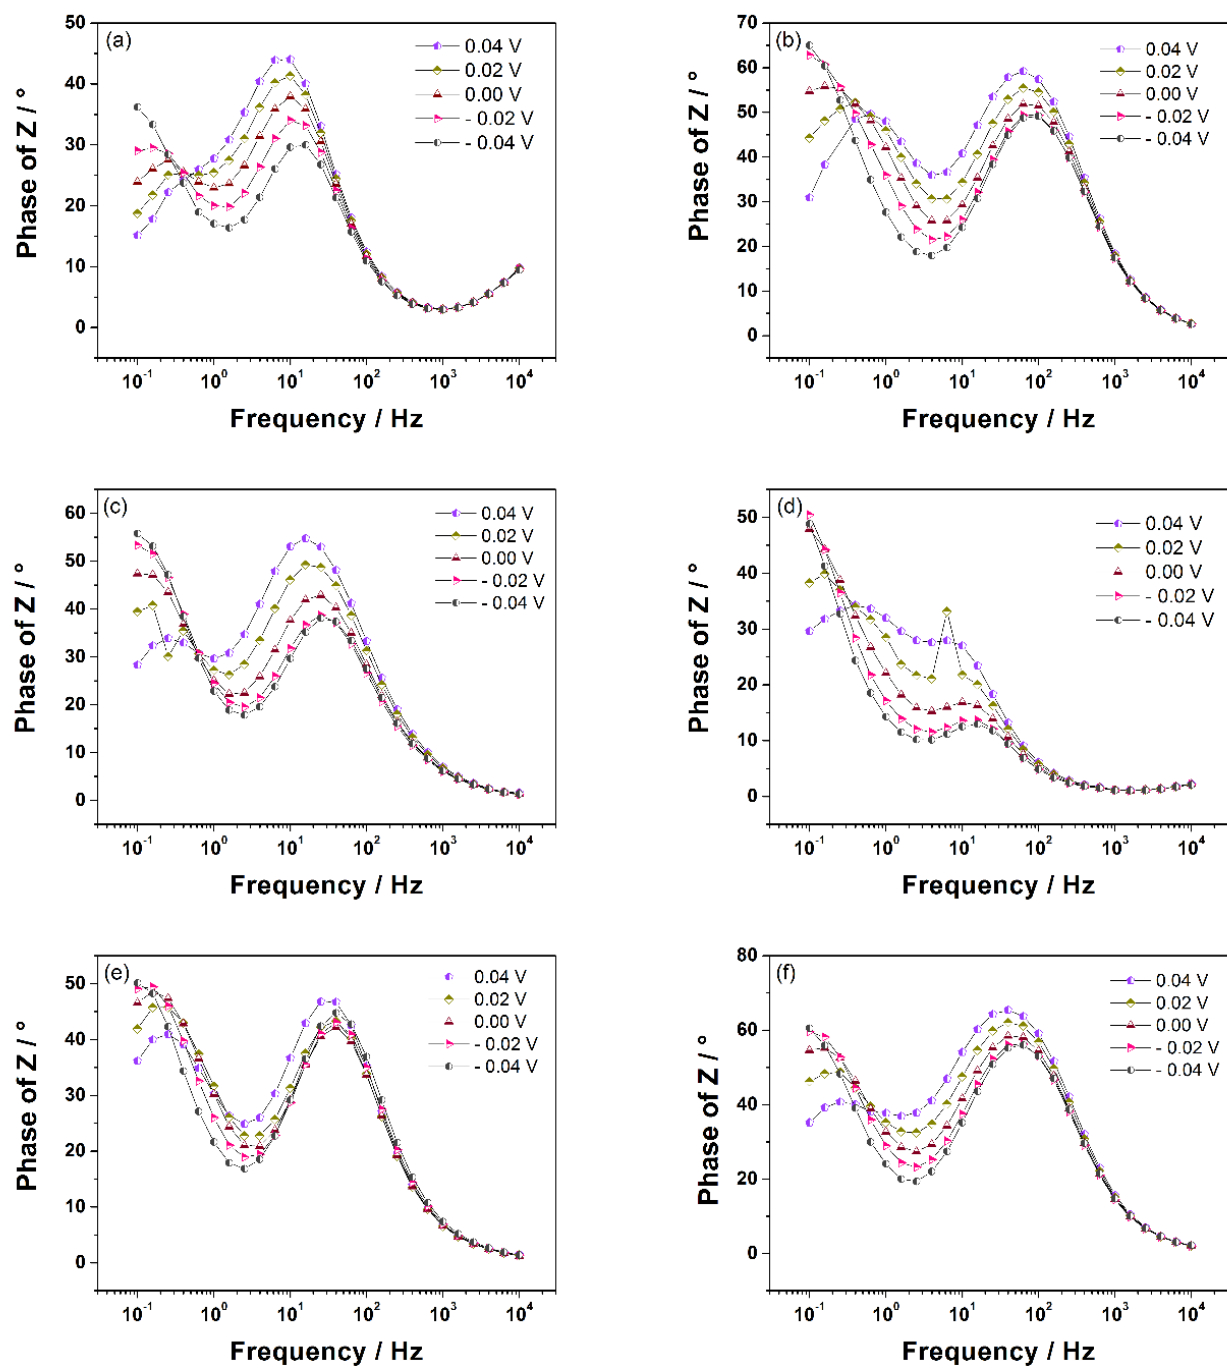 (a)
0.04 V
0.02 V
0.00 V
- 0.02 V
- 0.04 V
50
40
30
20
10
0
Phase of Z / °
10-1 100 101 102 103 104
Frequency / Hz
(b)
0.04 V
0.02 V
0.00 V
- 0.02 V
- 0.04 V
70
60
50
40
30
20
10
0
Phase of Z / °
10-1 100 101 102 103 104
Frequency / Hz
(c)
0.04 V
0.02 V
0.00 V
- 0.02 V
- 0.04 V
60
50
40
30
20
10
0
Phase of Z / °
10-1 100 101 102 103 104
Frequency / Hz
(d)
0.04 V
0.02 V
0.00 V
- 0.02 V
- 0.04 V
50
40
30
20
10
0
Phase of Z / °
10-1 100 101 102 103 104
Frequency / Hz
(e)
0.04 V
0.02 V
0.00 V
- 0.02 V
- 0.04 V
50
40
30
20
10
0
Phase of Z / °
10-1 100 101 102 103 104
Frequency / Hz
(f)
0.04 V
0.02 V
0.00 V
- 0.02 V
- 0.04 V
80
60
40
20
0
Phase of Z / °
10-1 100 101 102 103 104
Frequency / Hz